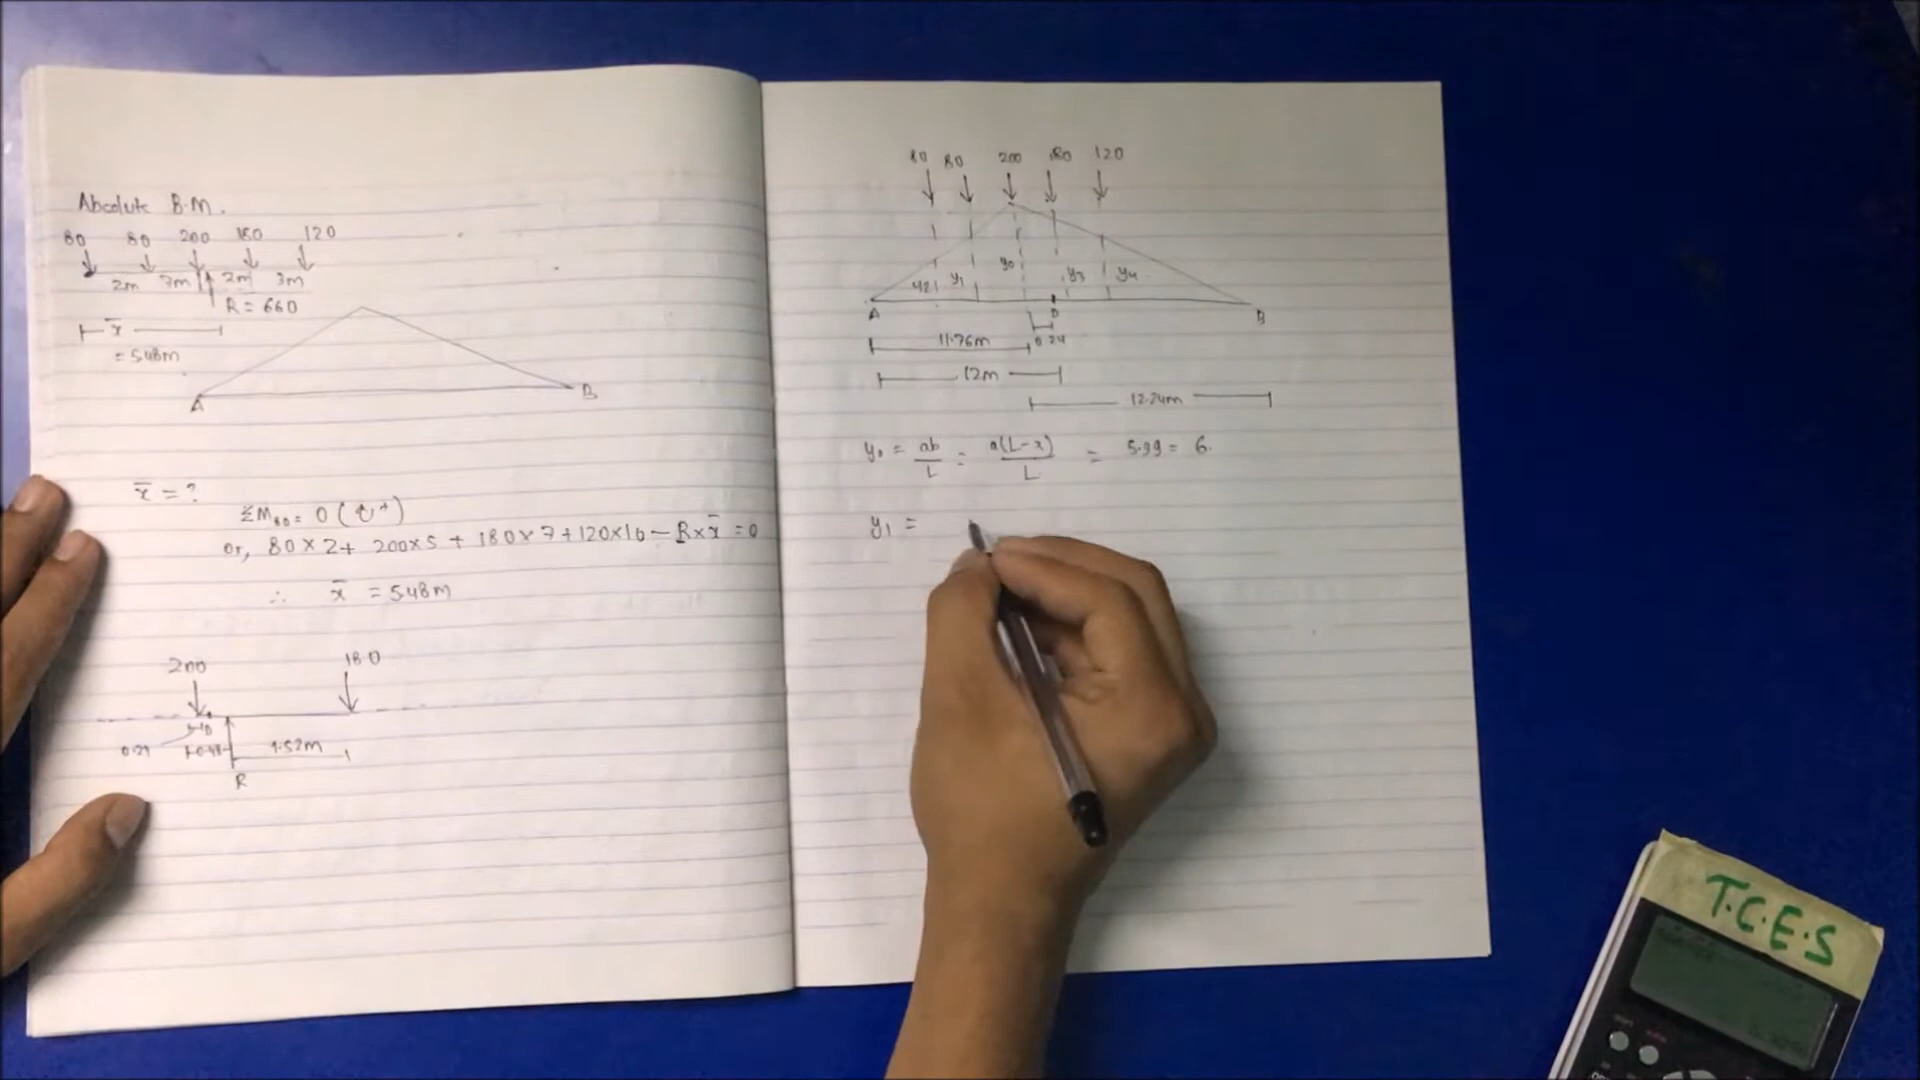 Absolute B.M.
80 80 200 180 120
2m 3m 2m 3m
R = 660
x̄
= 5.48m
A B
x̄ = ?
ΣM80 = 0 (↻+)
or, 80×2+ 200×5 + 180×7+120×10 − R×x̄ = 0
∴ x̄ = 5.48m
200 180
D
0.24 0.48 1.52m
R
80 80 200 180 120
y2 y1 y0 y3 y4
A D B
11.76m 0.24
12m
12.24m
y0 = ab/L = a(L-x)/L = 5.99 = 6.
y1 =
T.C.E.S